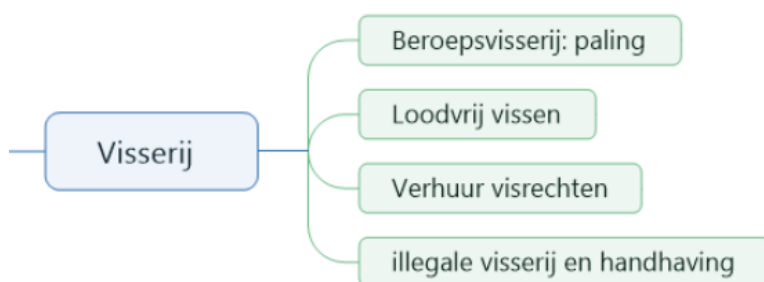 Visserij
Beroepsvisserij: paling
Loodvrij vissen
Verhuur visrechten
illegale visserij en handhaving